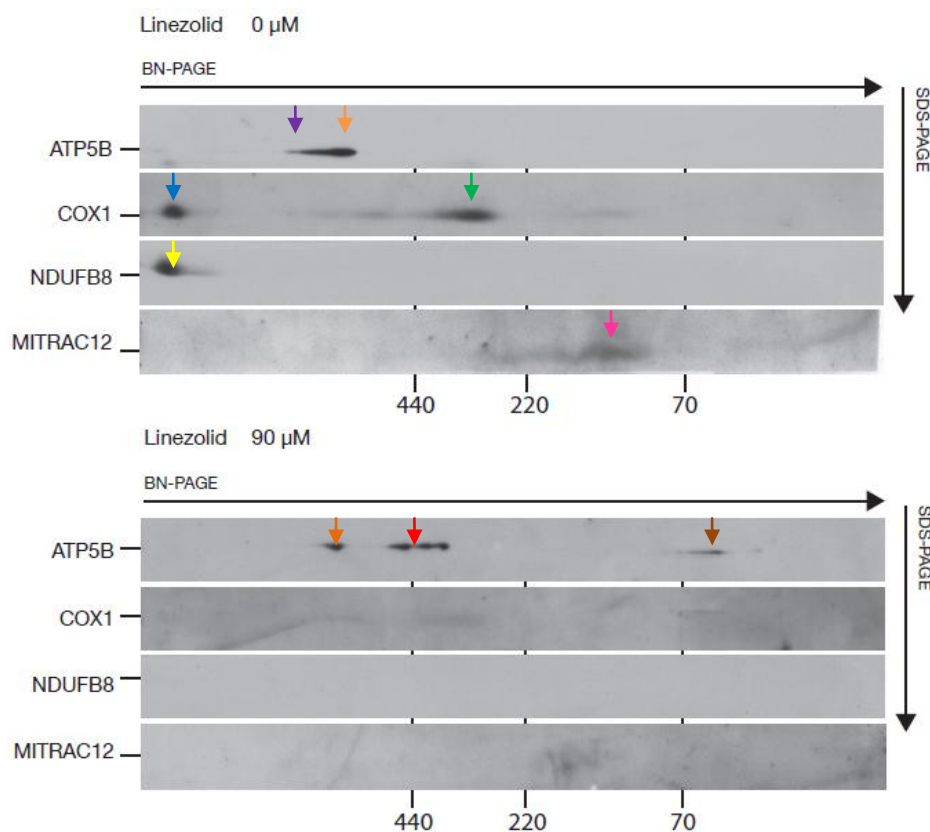 Linezolid 0 µM
BN-PAGE
SDS-PAGE
ATP5B
COX1
NDUFB8
MITRAC12
440 220 70
Linezolid 90 µM
BN-PAGE
SDS-PAGE
ATP5B
COX1
NDUFB8
MITRAC12
440 220 70